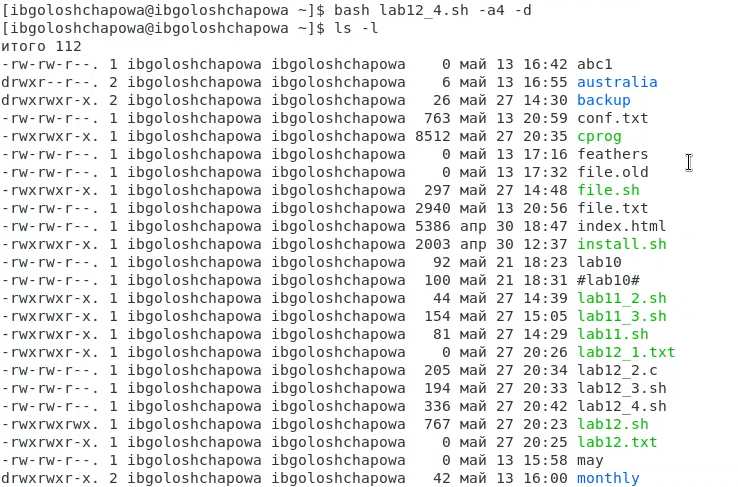 [ibgoloshchapowa@ibgoloshchapowa ~]$ bash lab12_4.sh -a4 -d
[ibgoloshchapowa@ibgoloshchapowa ~]$ ls -l
итого 112
-rw-rw-r--. 1 ibgoloshchapowa ibgoloshchapowa    0 май 13 16:42 abc1
drwxr--r--. 2 ibgoloshchapowa ibgoloshchapowa    6 май 13 16:55 australia
drwxrwxr-x. 2 ibgoloshchapowa ibgoloshchapowa   26 май 27 14:30 backup
-rw-rw-r--. 1 ibgoloshchapowa ibgoloshchapowa  763 май 13 20:59 conf.txt
-rwxrwxr-x. 1 ibgoloshchapowa ibgoloshchapowa 8512 май 27 20:35 cprog
-rw-rw-r--. 1 ibgoloshchapowa ibgoloshchapowa    0 май 13 17:16 feathers
-rw-rw-r--. 1 ibgoloshchapowa ibgoloshchapowa    0 май 13 17:32 file.old
-rwxrwxr-x. 1 ibgoloshchapowa ibgoloshchapowa  297 май 27 14:48 file.sh
-rw-rw-r--. 1 ibgoloshchapowa ibgoloshchapowa 2940 май 13 20:56 file.txt
-rw-rw-r--. 1 ibgoloshchapowa ibgoloshchapowa 5386 апр 30 18:47 index.html
-rwxrwxr-x. 1 ibgoloshchapowa ibgoloshchapowa 2003 апр 30 12:37 install.sh
-rw-rw-r--. 1 ibgoloshchapowa ibgoloshchapowa   92 май 21 18:23 lab10
-rw-rw-r--. 1 ibgoloshchapowa ibgoloshchapowa  100 май 21 18:31 #lab10#
-rwxrwxr-x. 1 ibgoloshchapowa ibgoloshchapowa   44 май 27 14:39 lab11_2.sh
-rwxrwxr-x. 1 ibgoloshchapowa ibgoloshchapowa  154 май 27 15:05 lab11_3.sh
-rwxrwxr-x. 1 ibgoloshchapowa ibgoloshchapowa   81 май 27 14:29 lab11.sh
-rwxrwxr-x. 1 ibgoloshchapowa ibgoloshchapowa    0 май 27 20:26 lab12_1.txt
-rw-rw-r--. 1 ibgoloshchapowa ibgoloshchapowa  205 май 27 20:34 lab12_2.c
-rw-rw-r--. 1 ibgoloshchapowa ibgoloshchapowa  194 май 27 20:33 lab12_3.sh
-rw-rw-r--. 1 ibgoloshchapowa ibgoloshchapowa  336 май 27 20:42 lab12_4.sh
-rwxrwxrwx. 1 ibgoloshchapowa ibgoloshchapowa  767 май 27 20:23 lab12.sh
-rwxrwxr-x. 1 ibgoloshchapowa ibgoloshchapowa    0 май 27 20:25 lab12.txt
-rw-rw-r--. 1 ibgoloshchapowa ibgoloshchapowa    0 май 13 15:58 may
drwxrwxr-x. 2 ibgoloshchapowa ibgoloshchapowa   42 май 13 16:00 monthly